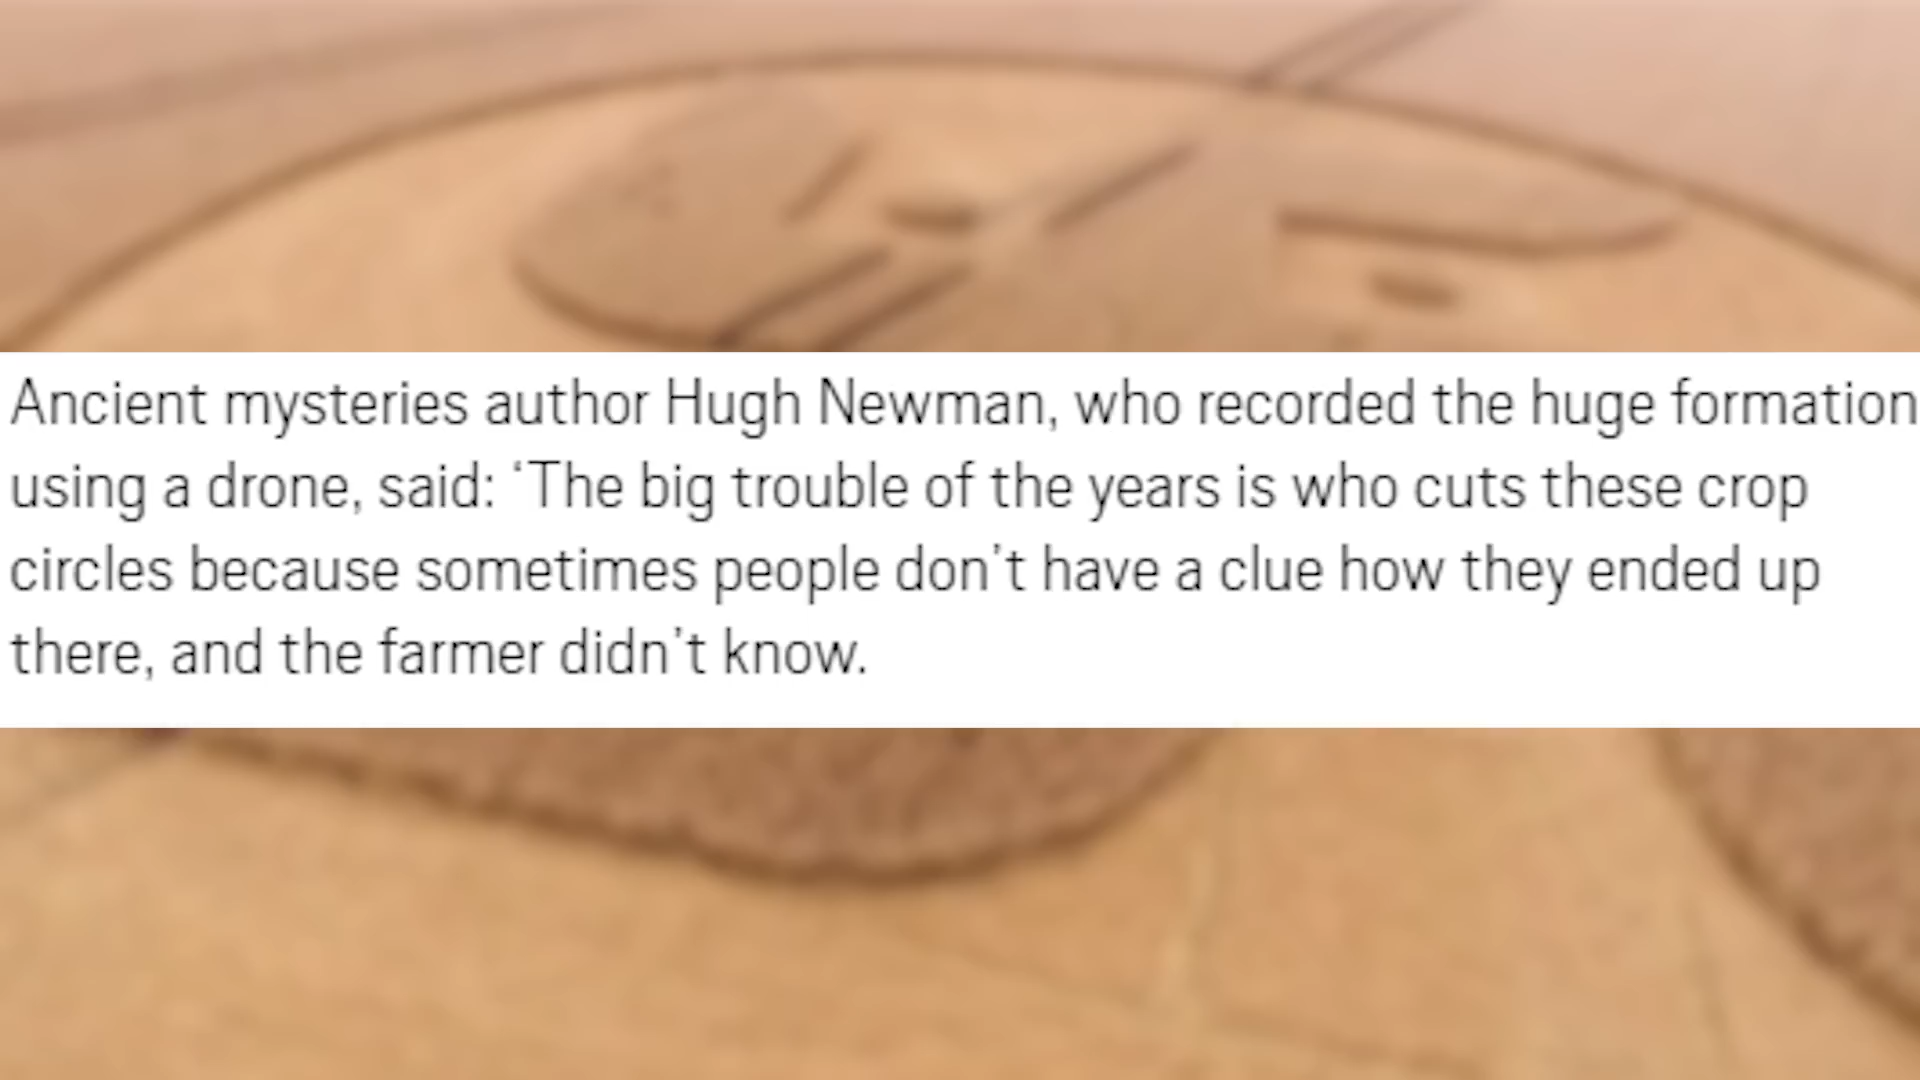 Ancient mysteries author Hugh Newman, who recorded the huge formation
using a drone, said: ‘The big trouble of the years is who cuts these crop
circles because sometimes people don’t have a clue how they ended up
there, and the farmer didn’t know.